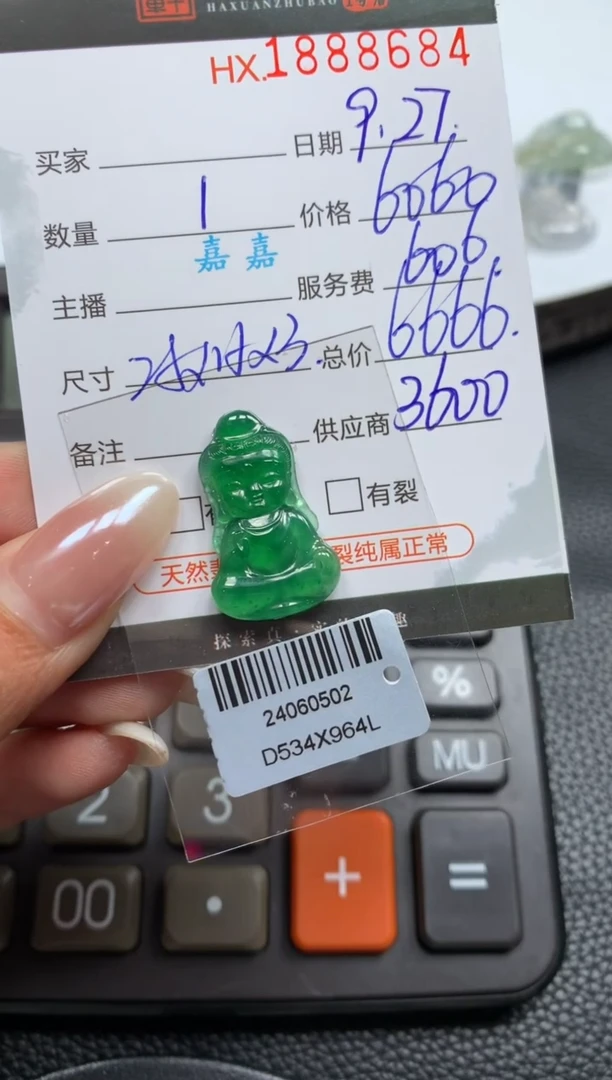 HAXUANZHUBAO
HX.1888684
买家 日期 9.27.
数量 1 价格 6060
嘉嘉
主播 服务费 606.
尺寸 总价 6666.
备注 供应商 3600
有裂
天然 裂纯属正常
探索
24060502
D534X964L
%
MU
2 3 + =
00 .